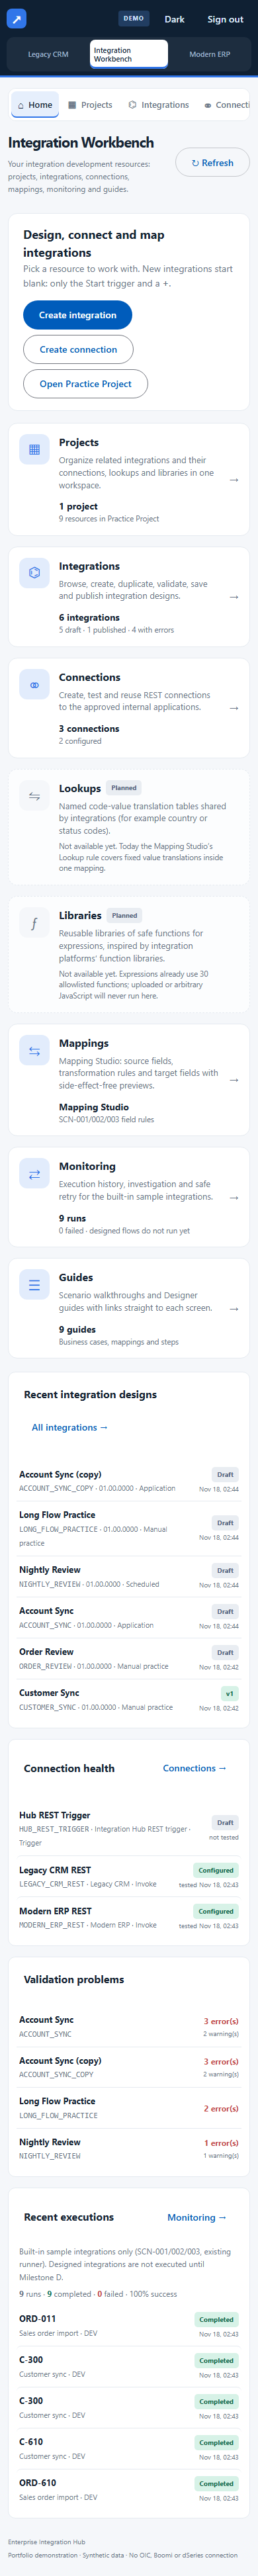 DEMO
Dark
Sign out
Legacy CRM
Integration
Workbench
Modern ERP
Home
Projects
Integrations
Connecti
Integration Workbench
Your integration development resources:
projects, integrations, connections,
mappings, monitoring and guides.
↻ Refresh
Design, connect and map
integrations
Pick a resource to work with. New integrations start
blank: only the Start trigger and a +.
Create integration
Create connection
Open Practice Project
Projects
Organize related integrations and their
connections, lookups and libraries in one
workspace.
→
1 project
9 resources in Practice Project
Integrations
Browse, create, duplicate, validate, save
and publish integration designs.
→
6 integrations
5 draft · 1 published · 4 with errors
Connections
Create, test and reuse REST connections
to the approved internal applications.
→
3 connections
2 configured
Lookups Planned
Named code-value translation tables shared
by integrations (for example country or
status codes).
Not available yet. Today the Mapping Studio's
Lookup rule covers fixed value translations inside
one mapping.
Libraries Planned
Reusable libraries of safe functions for
expressions, inspired by integration
platforms' function libraries.
Not available yet. Expressions already use 30
allowlisted functions; uploaded or arbitrary
JavaScript will never run here.
Mappings
Mapping Studio: source fields,
transformation rules and target fields with
side-effect-free previews.
→
Mapping Studio
SCN-001/002/003 field rules
Monitoring
Execution history, investigation and safe
retry for the built-in sample integrations.
→
9 runs
0 failed · designed flows do not run yet
Guides
Scenario walkthroughs and Designer
guides with links straight to each screen.
→
9 guides
Business cases, mappings and steps
Recent integration designs
All integrations →
Account Sync (copy)
Draft
ACCOUNT_SYNC_COPY · 01.00.0000 · Application
Nov 18, 02:44
Long Flow Practice
Draft
LONG_FLOW_PRACTICE · 01.00.0000 · Manual
practice
Nov 18, 02:44
Nightly Review
Draft
NIGHTLY_REVIEW · 01.00.0000 · Scheduled
Nov 18, 02:44
Account Sync
Draft
ACCOUNT_SYNC · 01.00.0000 · Application
Nov 18, 02:44
Order Review
Draft
ORDER_REVIEW · 01.00.0000 · Manual practice
Nov 18, 02:42
Customer Sync
v1
CUSTOMER_SYNC · 01.00.0000 · Manual practice
Nov 18, 02:42
Connection health
Connections →
Hub REST Trigger
Draft
HUB_REST_TRIGGER · Integration Hub REST trigger ·
Trigger
not tested
Legacy CRM REST
Configured
LEGACY_CRM_REST · Legacy CRM · Invoke
tested Nov 18, 02:43
Modern ERP REST
Configured
MODERN_ERP_REST · Modern ERP · Invoke
tested Nov 18, 02:43
Validation problems
Account Sync
3 error(s)
ACCOUNT_SYNC
2 warning(s)
Account Sync (copy)
3 error(s)
ACCOUNT_SYNC_COPY
2 warning(s)
Long Flow Practice
2 error(s)
LONG_FLOW_PRACTICE
Nightly Review
1 error(s)
NIGHTLY_REVIEW
1 warning(s)
Recent executions
Monitoring →
Built-in sample integrations only (SCN-001/002/003, existing
runner). Designed integrations are not executed until
Milestone D.
9 runs · 9 completed · 0 failed · 100% success
ORD-011
Completed
Sales order import · DEV
Nov 18, 02:43
C-300
Completed
Customer sync · DEV
Nov 18, 02:43
C-300
Completed
Customer sync · DEV
Nov 18, 02:43
C-610
Completed
Customer sync · DEV
Nov 18, 02:43
ORD-610
Completed
Sales order import · DEV
Nov 18, 02:43
Enterprise Integration Hub
Portfolio demonstration · Synthetic data · No OIC, Boomi or dSeries connection